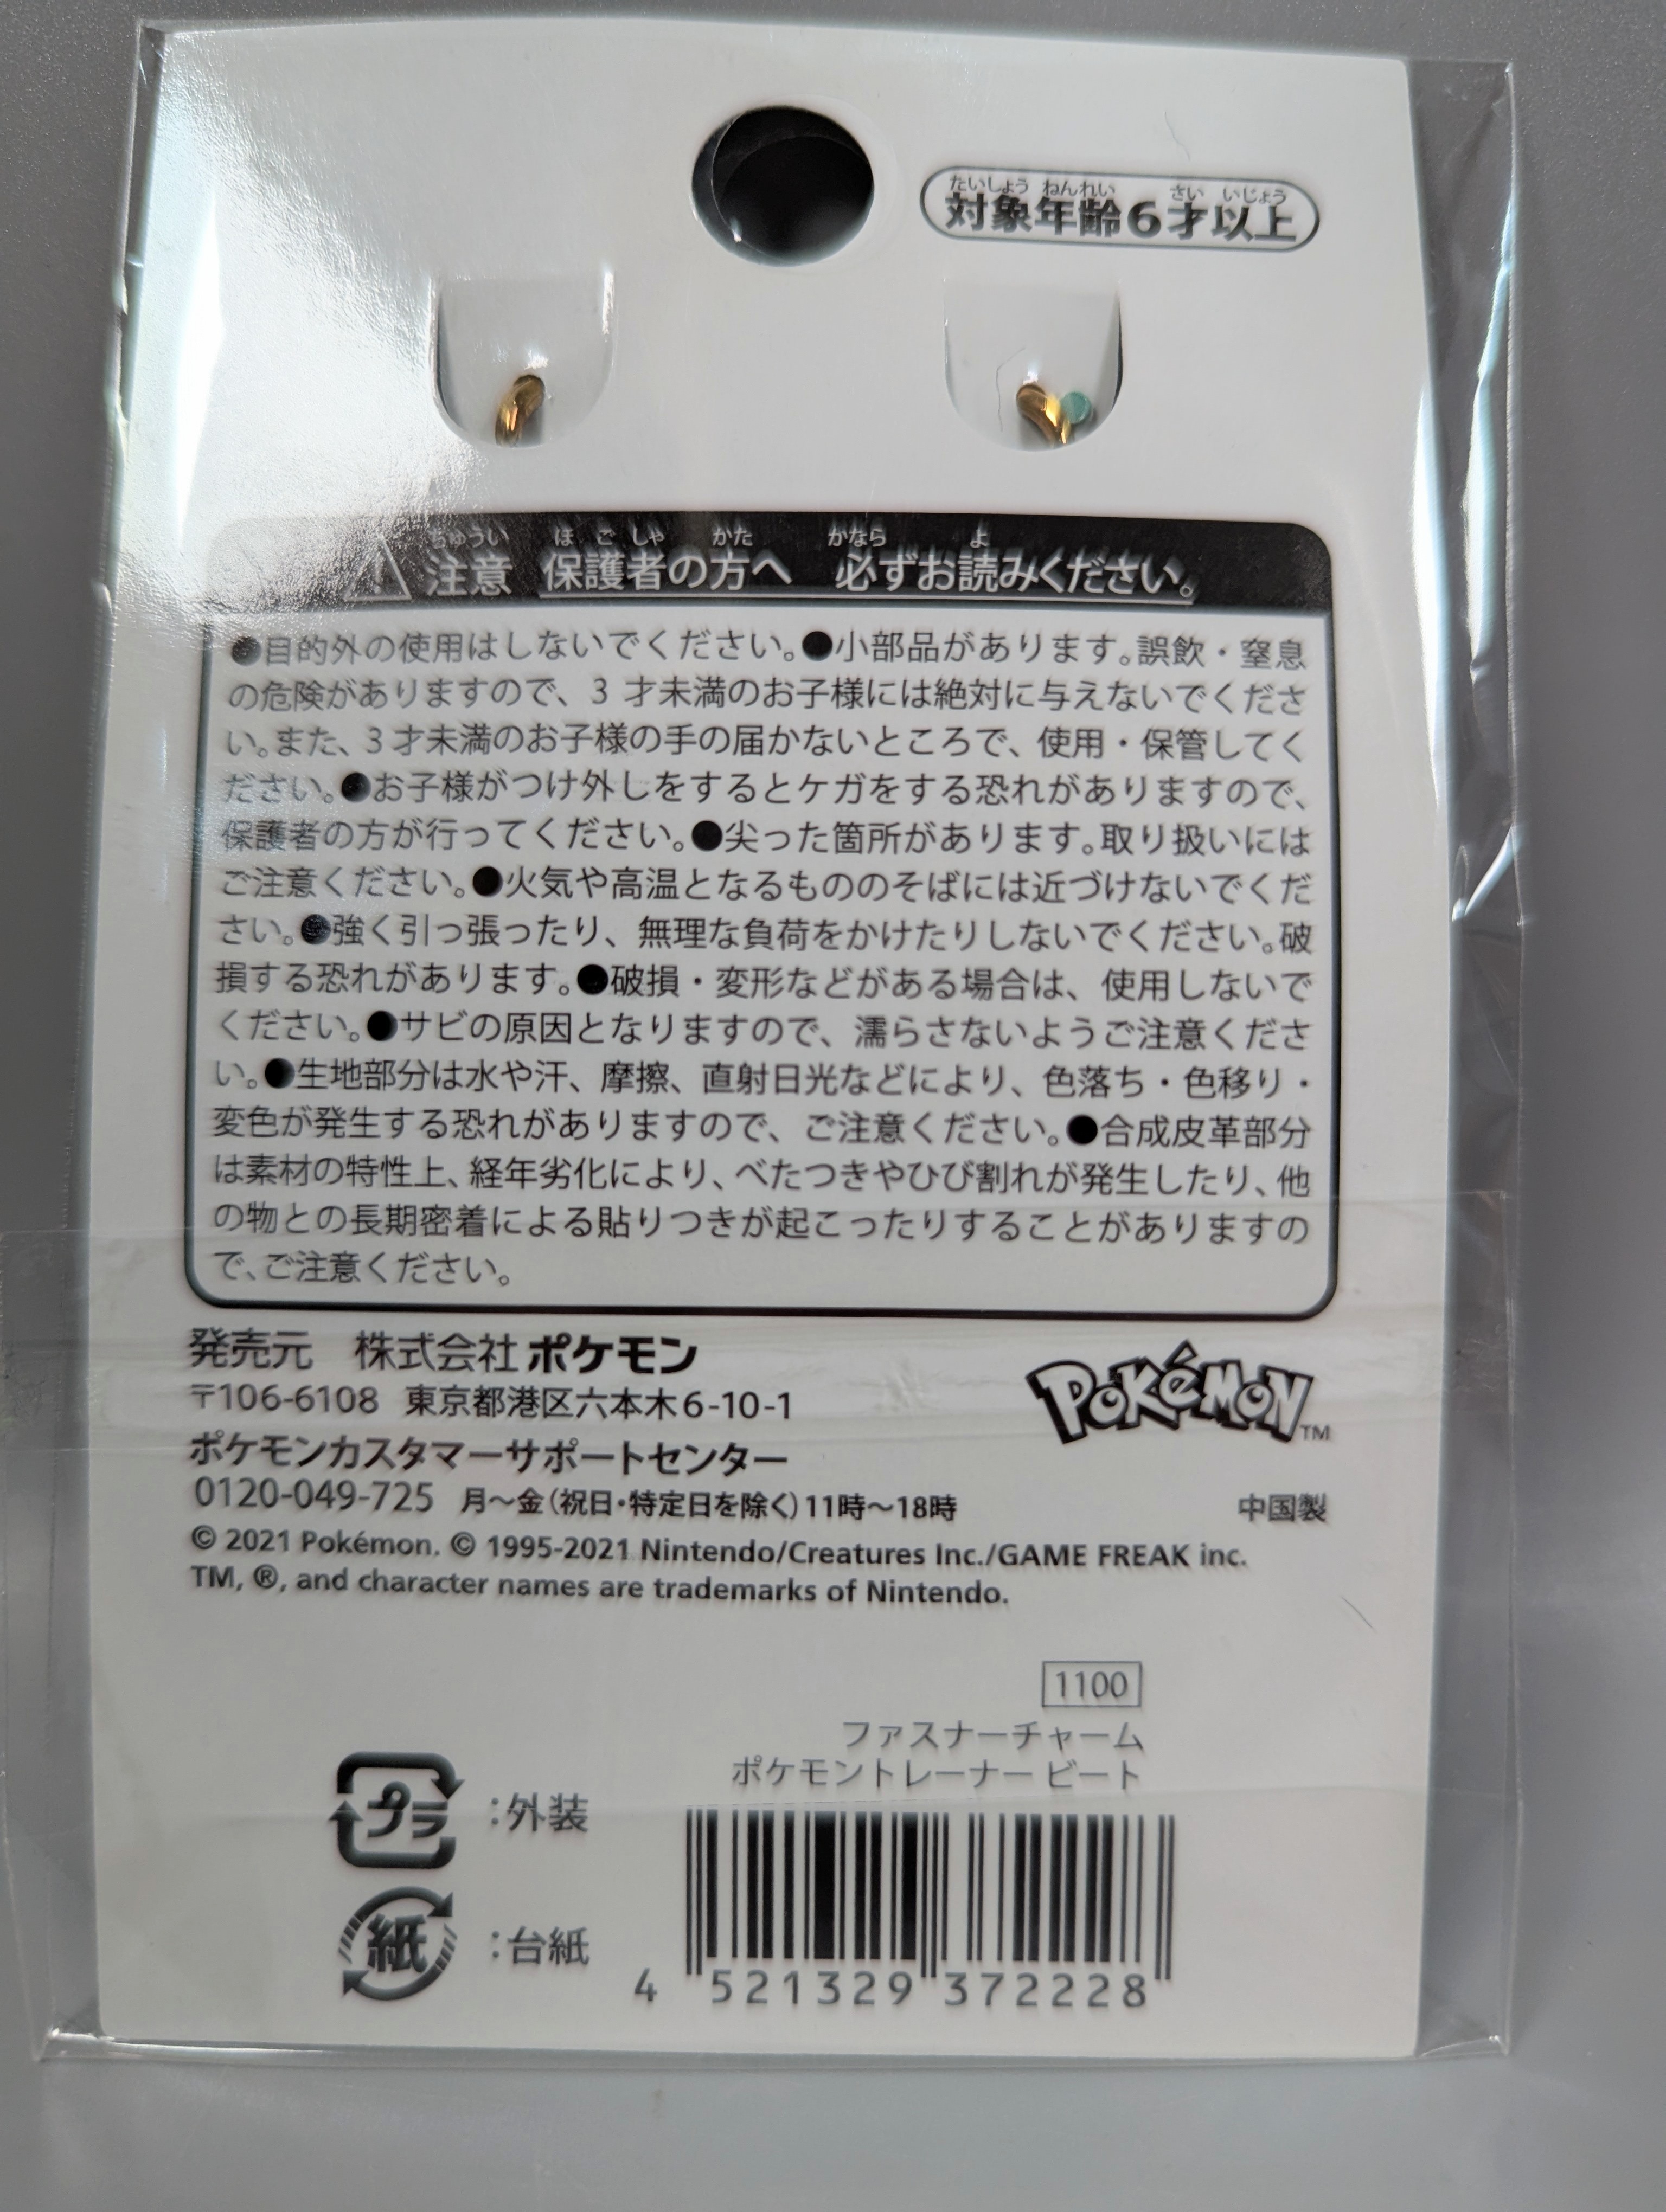 たいしょう ねんれい さい いじょう
対象年齢6才以上
ちゅうい ほごしゃ かた かなら よ
注意 保護者の方へ 必ずお読みください。
●目的外の使用はしないでください。●小部品があります。誤飲・窒息
の危険がありますので、3 才未満のお子様には絶対に与えないでくださ
い。また、3才未満のお子様の手の届かないところで、使用・保管してく
ださい。●お子様がつけ外しをするとケガをする恐れがありますので、
保護者の方が行ってください。●尖った箇所があります。取り扱いには
ご注意ください。●火気や高温となるもののそばには近づけないでくだ
さい。●強く引っ張ったり、無理な負荷をかけたりしないでください。破
損する恐れがあります。●破損・変形などがある場合は、使用しないで
ください。●サビの原因となりますので、濡らさないようご注意くださ
い。●生地部分は水や汗、摩擦、直射日光などにより、色落ち・色移り・
変色が発生する恐れがありますので、ご注意ください。●合成皮革部分
は素材の特性上、経年劣化により、べたつきやひび割れが発生したり、他
の物との長期密着による貼りつきが起こったりすることがありますの
で、ご注意ください。
発売元 株式会社ポケモン
〒106-6108 東京都港区六本木6-10-1
POKéMON™
ポケモンカスタマーサポートセンター
0120-049-725 月〜金（祝日・特定日を除く）11時〜18時
中国製
© 2021 Pokémon. © 1995-2021 Nintendo/Creatures Inc./GAME FREAK inc.
TM, ®, and character names are trademarks of Nintendo.
1100
ファスナーチャーム
ポケモントレーナー ビート
プラ：外装
紙：台紙
4 521329 372228